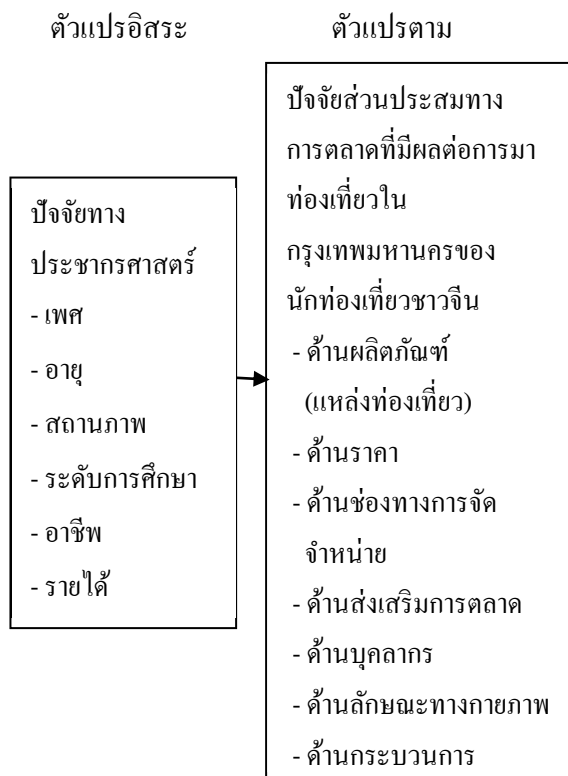 ตัวแปรอิสระ
ตัวแปรตาม
ปัจจัยทาง
ประชากรศาสตร์
- เพศ
- อายุ
- สถานภาพ
- ระดับการศึกษา
- อาชีพ
- รายได้
ปัจจัยส่วนประสมทาง
การตลาดที่มีผลต่อการมา
ท่องเที่ยวใน
กรุงเทพมหานครของ
นักท่องเที่ยวชาวจีน
- ด้านผลิตภัณฑ์
(แหล่งท่องเที่ยว)
- ด้านราคา
- ด้านช่องทางการจัด
จำหน่าย
- ด้านส่งเสริมการตลาด
- ด้านบุคลากร
- ด้านลักษณะทางกายภาพ
- ด้านกระบวนการ